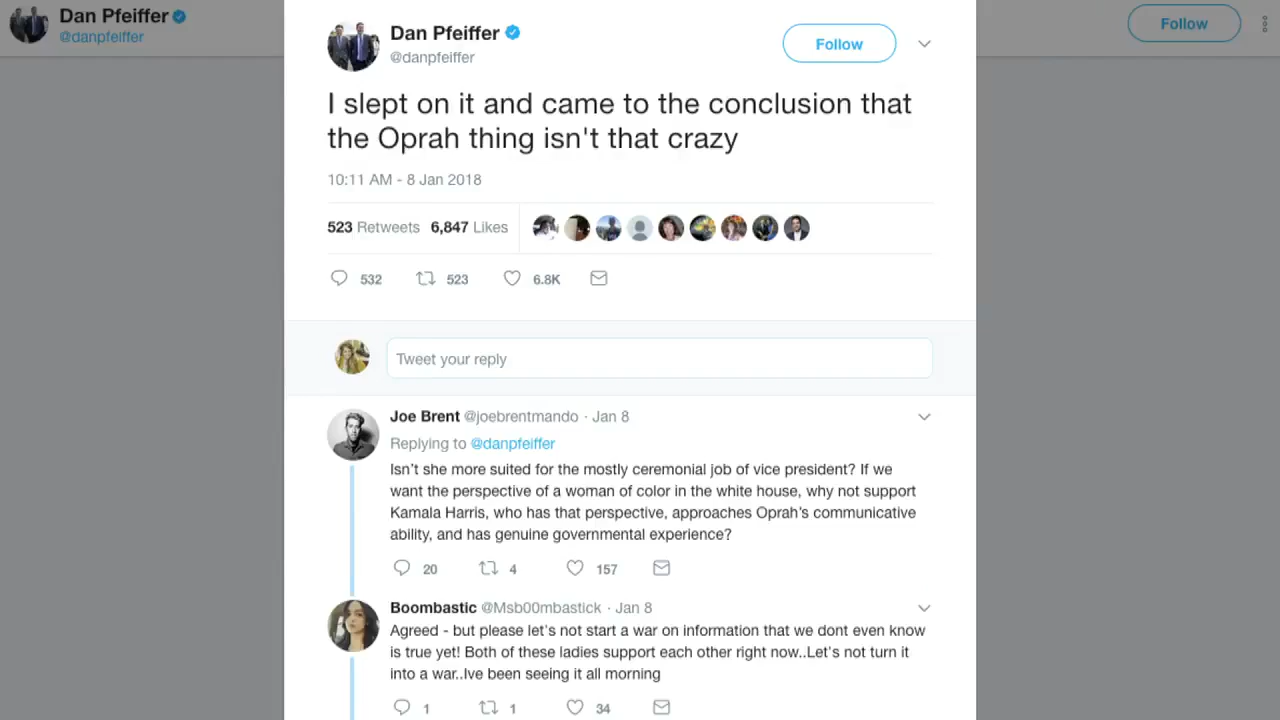 Dan Pfeiffer
@danpfeiffer
Follow
Dan Pfeiffer
@danpfeiffer
Follow
I slept on it and came to the conclusion that
the Oprah thing isn't that crazy
10:11 AM - 8 Jan 2018
523 Retweets 6,847 Likes
532 523 6.8K
Tweet your reply
Joe Brent @joebrentmando · Jan 8
Replying to @danpfeiffer
Isn’t she more suited for the mostly ceremonial job of vice president? If we
want the perspective of a woman of color in the white house, why not support
Kamala Harris, who has that perspective, approaches Oprah’s communicative
ability, and has genuine governmental experience?
20 4 157
Boombastic @Msb00mbastick · Jan 8
Agreed - but please let's not start a war on information that we dont even know
is true yet! Both of these ladies support each other right now..Let's not turn it
into a war..Ive been seeing it all morning
1 1 34